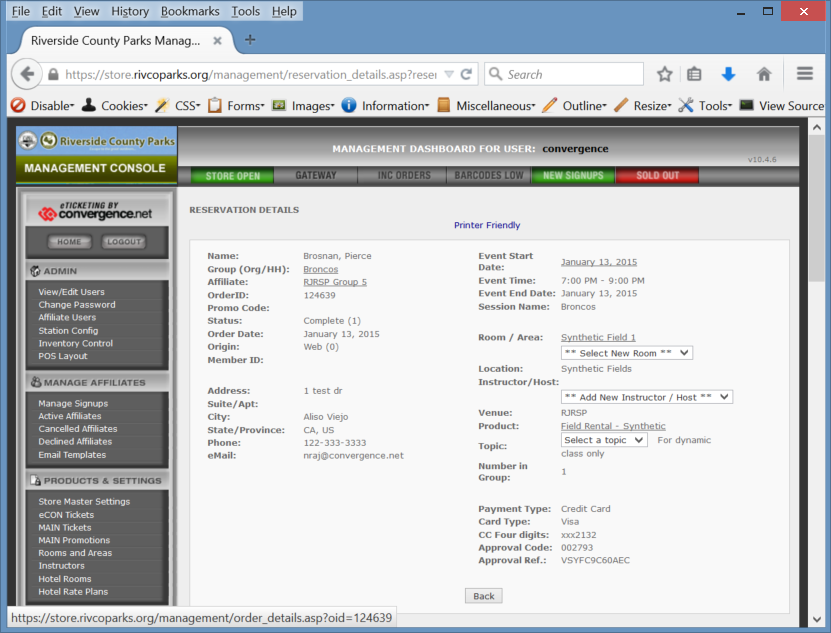 File Edit View History Bookmarks Tools Help
Riverside County Parks Manag...
https://store.rivcoparks.org/management/reservation_details.asp?reser
Search
Disable Cookies CSS Forms Images Information Miscellaneous Outline Resize Tools View Source
Riverside County Parks
MANAGEMENT CONSOLE
MANAGEMENT DASHBOARD FOR USER: convergence
v10.4.6
STORE OPEN GATEWAY INC ORDERS BARCODES LOW NEW SIGNUPS SOLD OUT
eTICKETING BY
convergence.net
HOME LOGOUT
ADMIN
View/Edit Users
Change Password
Affiliate Users
Station Config
Inventory Control
POS Layout
MANAGE AFFILIATES
Manage Signups
Active Affiliates
Cancelled Affiliates
Declined Affiliates
Email Templates
PRODUCTS & SETTINGS
Store Master Settings
eCON Tickets
MAIN Tickets
MAIN Promotions
Rooms and Areas
Instructors
Hotel Rooms
Hotel Rate Plans
RESERVATION DETAILS
Printer Friendly
Name: Brosnan, Pierce
Group (Org/HH): Broncos
Affiliate: RJRSP Group 5
OrderID: 124639
Promo Code:
Status: Complete (1)
Order Date: January 13, 2015
Origin: Web (0)
Member ID:
Address: 1 test dr
Suite/Apt:
City: Aliso Viejo
State/Province: CA, US
Phone: 122-333-3333
eMail: nraj@convergence.net
Event Start
Date: January 13, 2015
Event Time: 7:00 PM - 9:00 PM
Event End Date: January 13, 2015
Session Name: Broncos
Room / Area: Synthetic Field 1
** Select New Room **
Location: Synthetic Fields
Instructor/Host:
** Add New Instructor / Host **
Venue: RJRSP
Product: Field Rental - Synthetic
Topic: Select a topic For dynamic
class only
Number in
Group: 1
Payment Type: Credit Card
Card Type: Visa
CC Four digits: xxx2132
Approval Code: 002793
Approval Ref.: VSYFC9C60AEC
Back
https://store.rivcoparks.org/management/order_details.asp?oid=124639